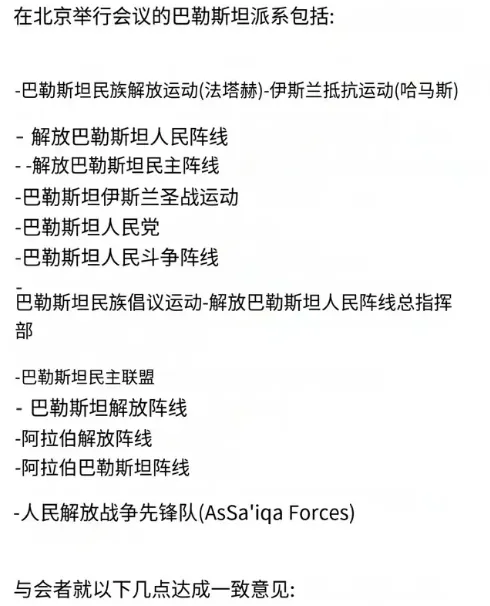 在北京举行会议的巴勒斯坦派系包括:
-巴勒斯坦民族解放运动(法塔赫)-伊斯兰抵抗运动(哈马斯)
- 解放巴勒斯坦人民阵线
- -解放巴勒斯坦民主阵线
-巴勒斯坦伊斯兰圣战运动
-巴勒斯坦人民党
-巴勒斯坦人民斗争阵线
-
巴勒斯坦民族倡议运动-解放巴勒斯坦人民阵线总指挥
部
-巴勒斯坦民主联盟
- 巴勒斯坦解放阵线
-阿拉伯解放阵线
-阿拉伯巴勒斯坦阵线
-人民解放战争先锋队(AsSa'iqa Forces)
与会者就以下几点达成一致意见: